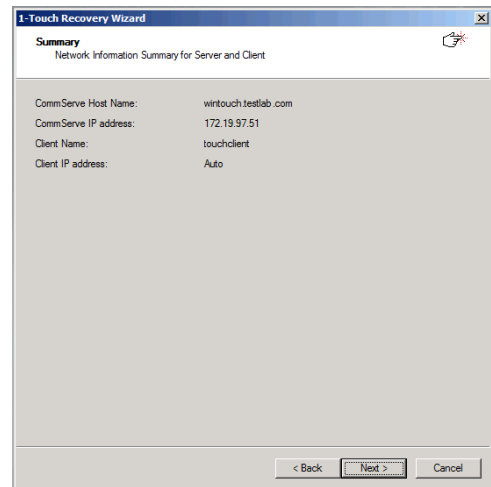 1-Touch Recovery Wizard
Summary
Network Information Summary for Server and Client
CommServe Host Name: wintouch.testlab.com
CommServe IP address: 172.19.97.51
Client Name: touchclient
Client IP address: Auto
< Back Next > Cancel